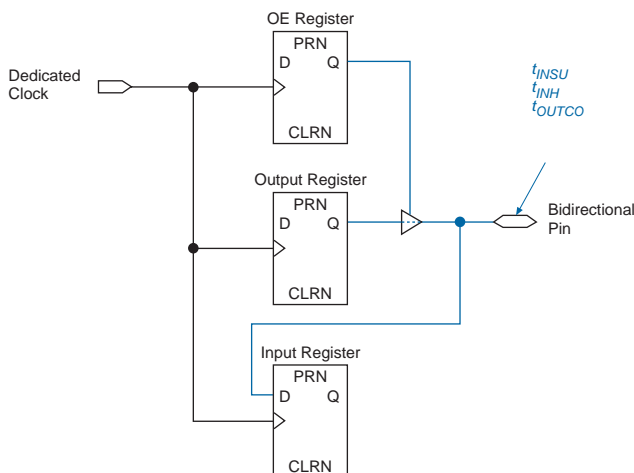 OE Register
PRN
D Q
CLRN
Dedicated
Clock
t_INSU
t_INH
t_OUTCO
Output Register
PRN
D Q
CLRN
Bidirectional
Pin
Input Register
PRN
D Q
CLRN